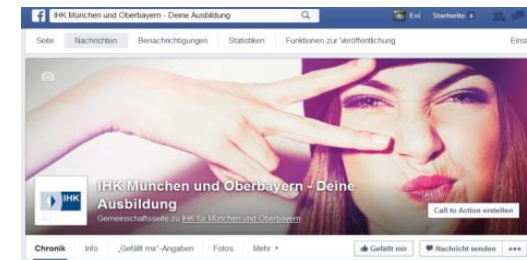 IHK München und Oberbayern - Deine Ausbildung
Evi Startseite
Seite Nachrichten Benachrichtigungen Statistiken Funktionen zur Veröffentlichung Einst
IHK
IHK München und Oberbayern - Deine
Ausbildung
Gemeinschaftsseite zu IHK für München und Oberbayern
Call to Action erstellen
Chronik Info „Gefällt mir"-Angaben Fotos Mehr
Gefällt mir Nachricht senden